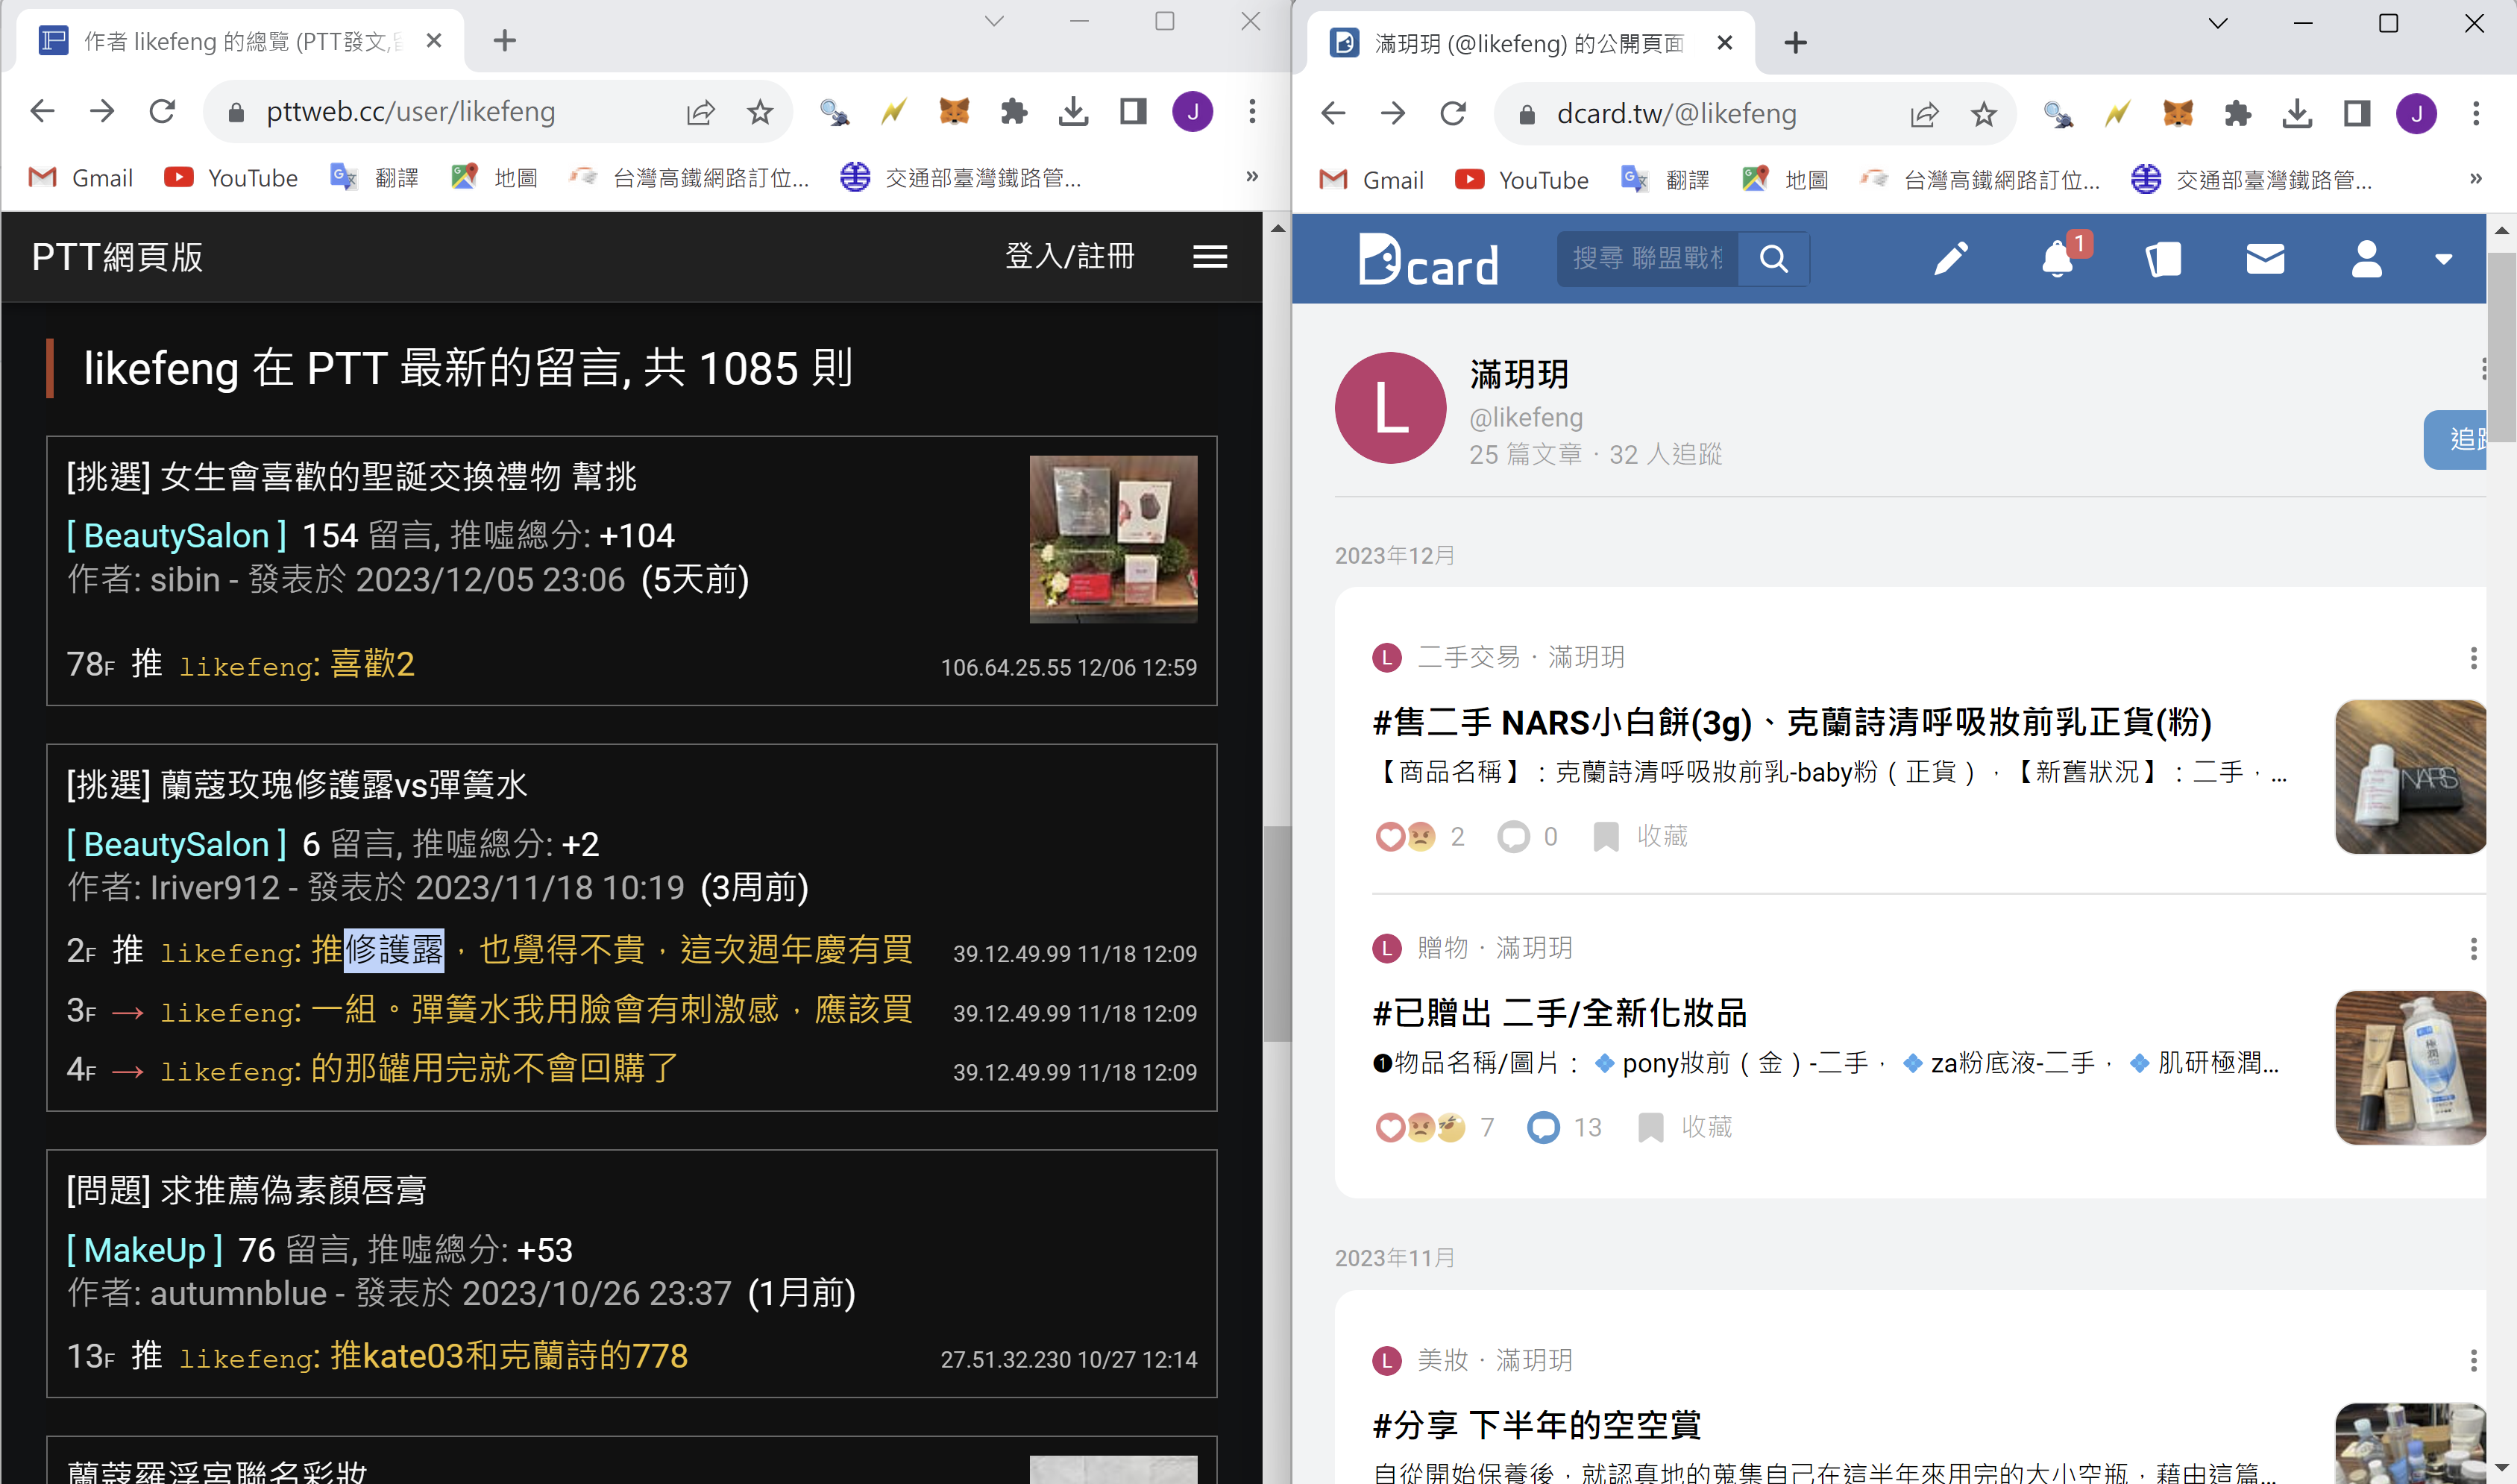 作者 likefeng 的總覽 (PTT發文,
pttweb.cc/user/likefeng
J
Gmail
YouTube
翻譯
地圖
台灣高鐵網路訂位...
交通部臺灣鐵路管...
»
PTT網頁版
登入/註冊
likefeng 在 PTT 最新的留言, 共 1085 則
[挑選] 女生會喜歡的聖誕交換禮物 幫挑
[ BeautySalon ] 154 留言, 推噓總分: +104
作者: sibin - 發表於 2023/12/05 23:06 (5天前)
78F 推 likefeng: 喜歡2 106.64.25.55 12/06 12:59
[挑選] 蘭蔻玫瑰修護露vs彈簧水
[ BeautySalon ] 6 留言, 推噓總分: +2
作者: Iriver912 - 發表於 2023/11/18 10:19 (3周前)
2F 推 likefeng: 推修護露，也覺得不貴，這次週年慶有買 39.12.49.99 11/18 12:09
3F → likefeng: 一組。彈簧水我用臉會有刺激感，應該買 39.12.49.99 11/18 12:09
4F → likefeng: 的那罐用完就不會回購了 39.12.49.99 11/18 12:09
[問題] 求推薦偽素顏唇膏
[ MakeUp ] 76 留言, 推噓總分: +53
作者: autumnblue - 發表於 2023/10/26 23:37 (1月前)
13F 推 likefeng: 推kate03和克蘭詩的778 27.51.32.230 10/27 12:14
蘭蔻羅浮宮聯名彩妝
滿玥玥 (@likefeng) 的公開頁面
dcard.tw/@likefeng
J
Gmail
YouTube
翻譯
地圖
台灣高鐵網路訂位...
交通部臺灣鐵路管...
»
Dcard
搜尋 聯盟戰棋
1
L
滿玥玥
@likefeng
25 篇文章 · 32 人追蹤
追蹤
2023年12月
L 二手交易 · 滿玥玥
#售二手 NARS小白餅(3g)、克蘭詩清呼吸妝前乳正貨(粉)
【商品名稱】：克蘭詩清呼吸妝前乳-baby粉（正貨），【新舊狀況】：二手，...
NARS
2 0 收藏
L 贈物 · 滿玥玥
#已贈出 二手/全新化妝品
❶物品名稱/圖片： 💠 pony妝前（金）-二手， 💠 za粉底液-二手， 💠 肌研極潤...
極潤
7 13 收藏
2023年11月
L 美妝 · 滿玥玥
#分享 下半年的空空賞
自從開始保養後，就認真地的蒐集自己在這半年來用完的大小空瓶，藉由這篇...